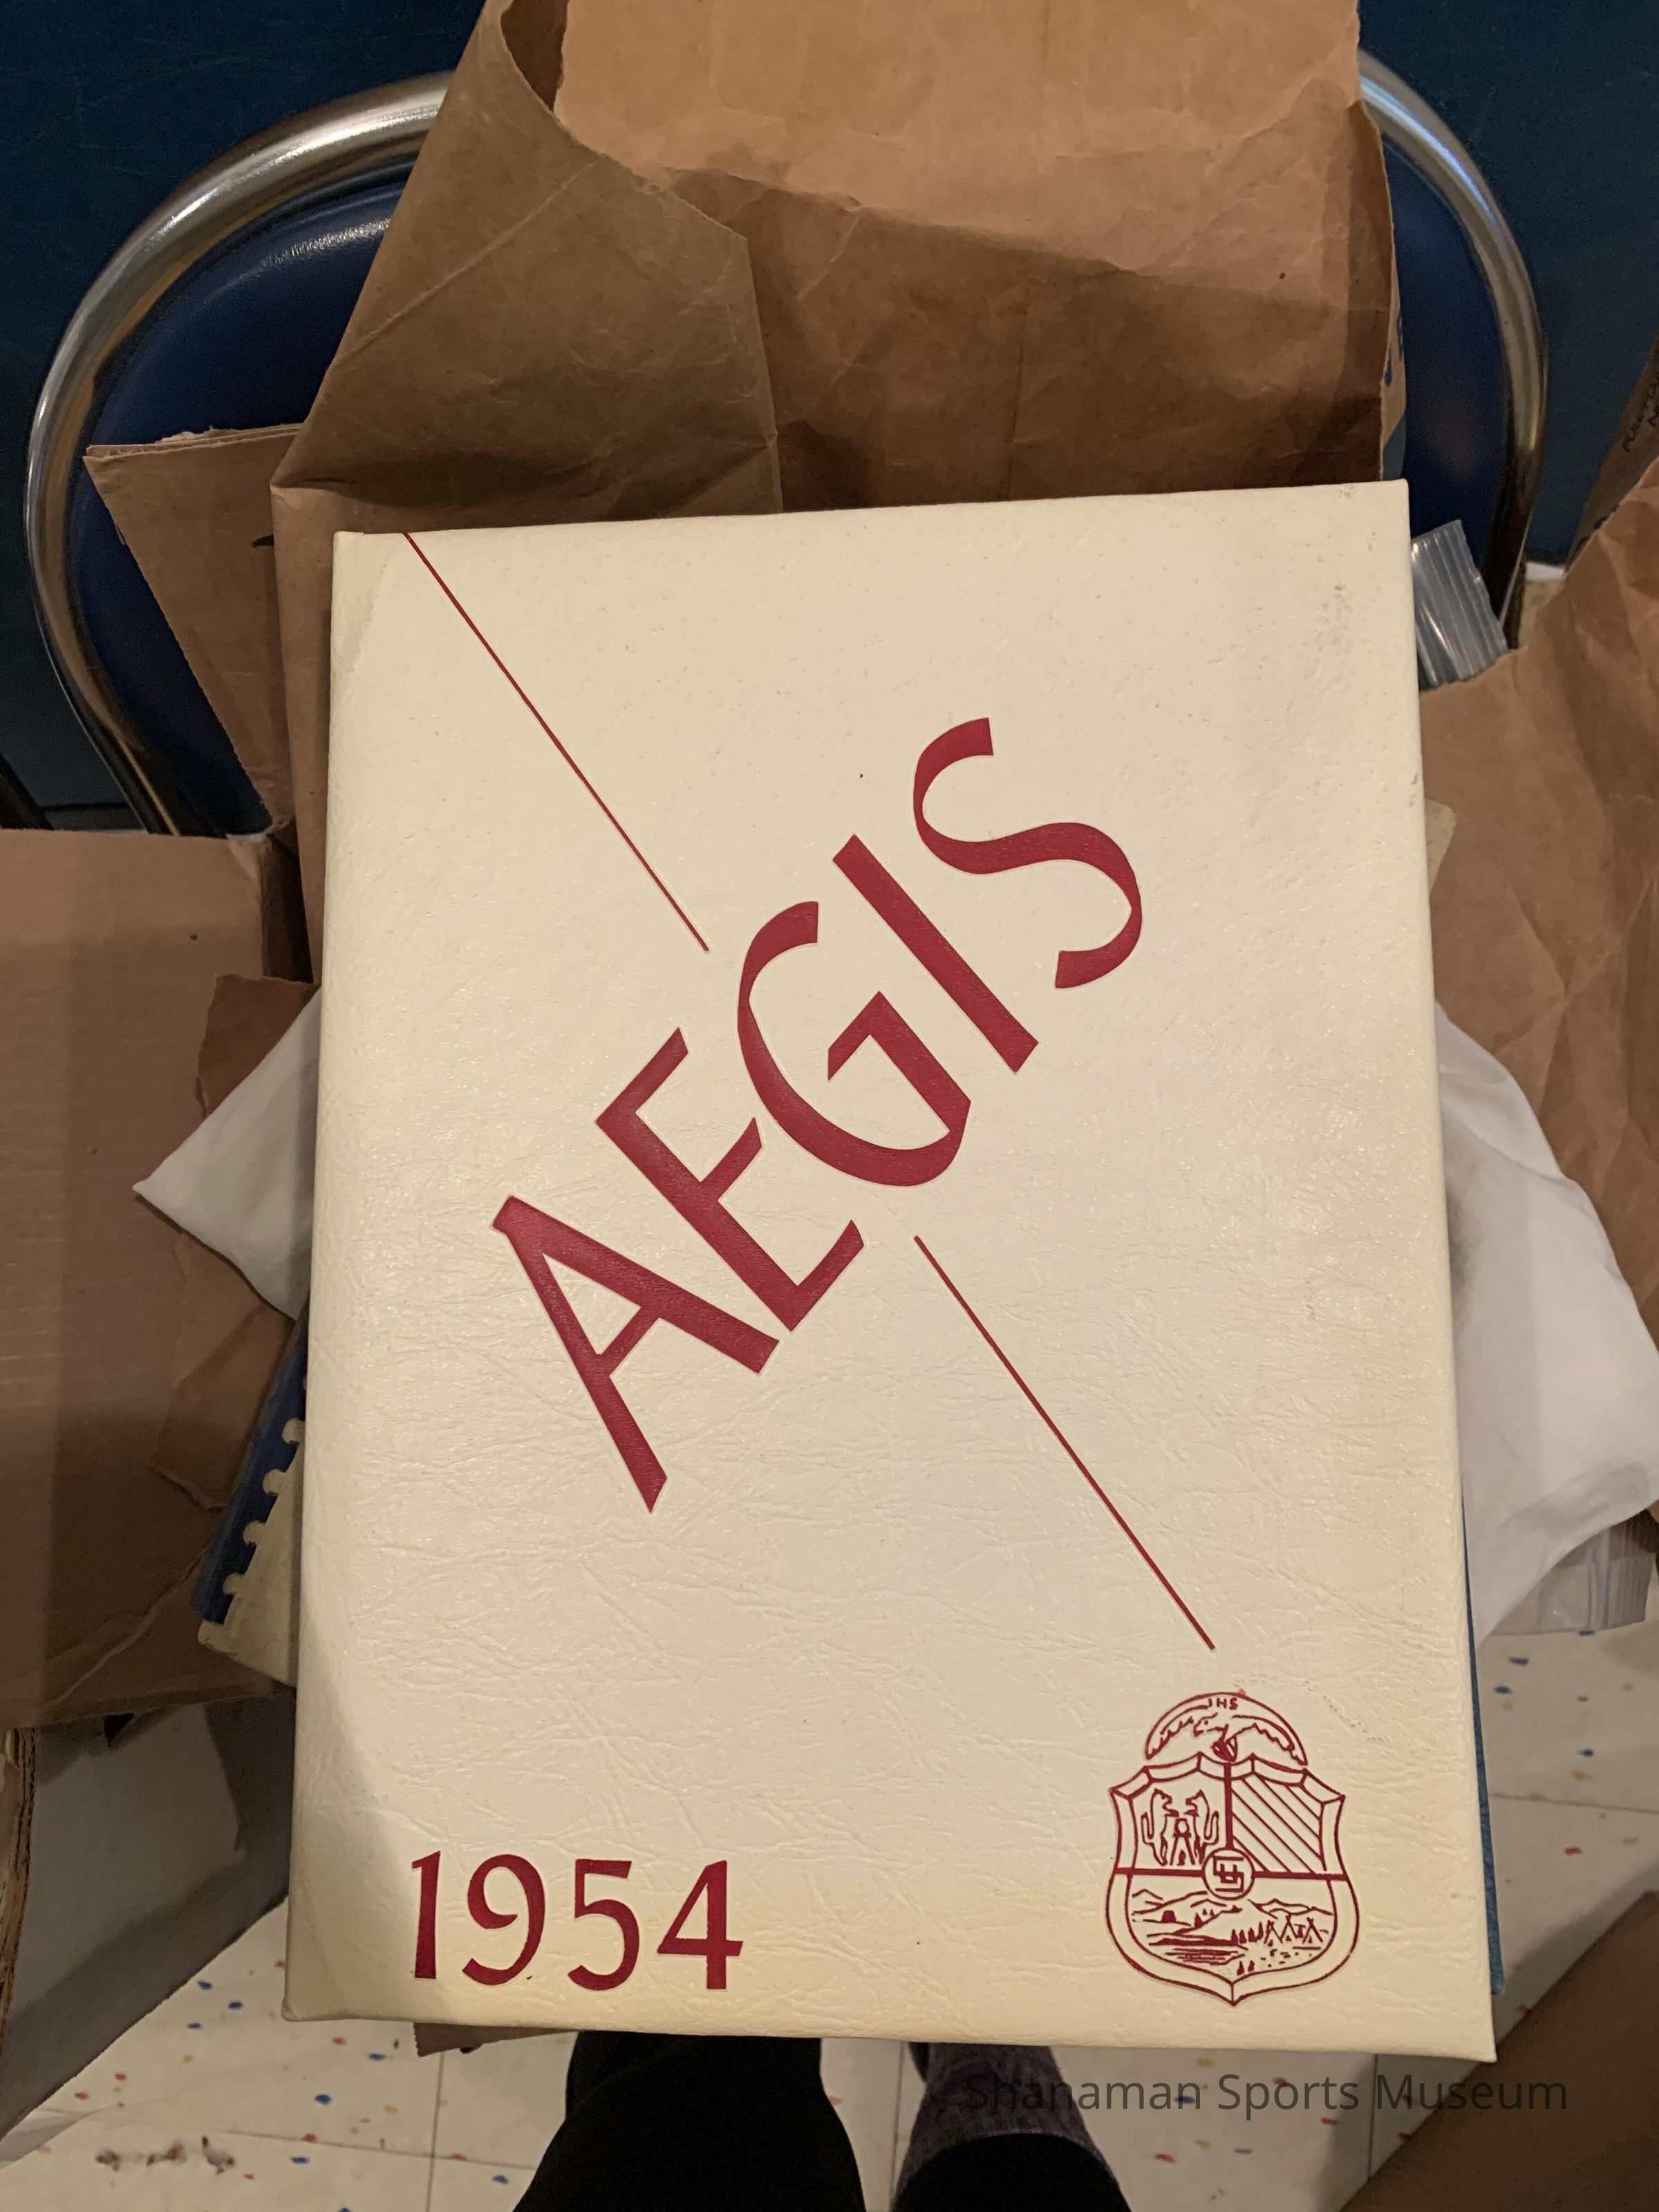 AEGIS
IHS
1954
Shanaman Sports Museum